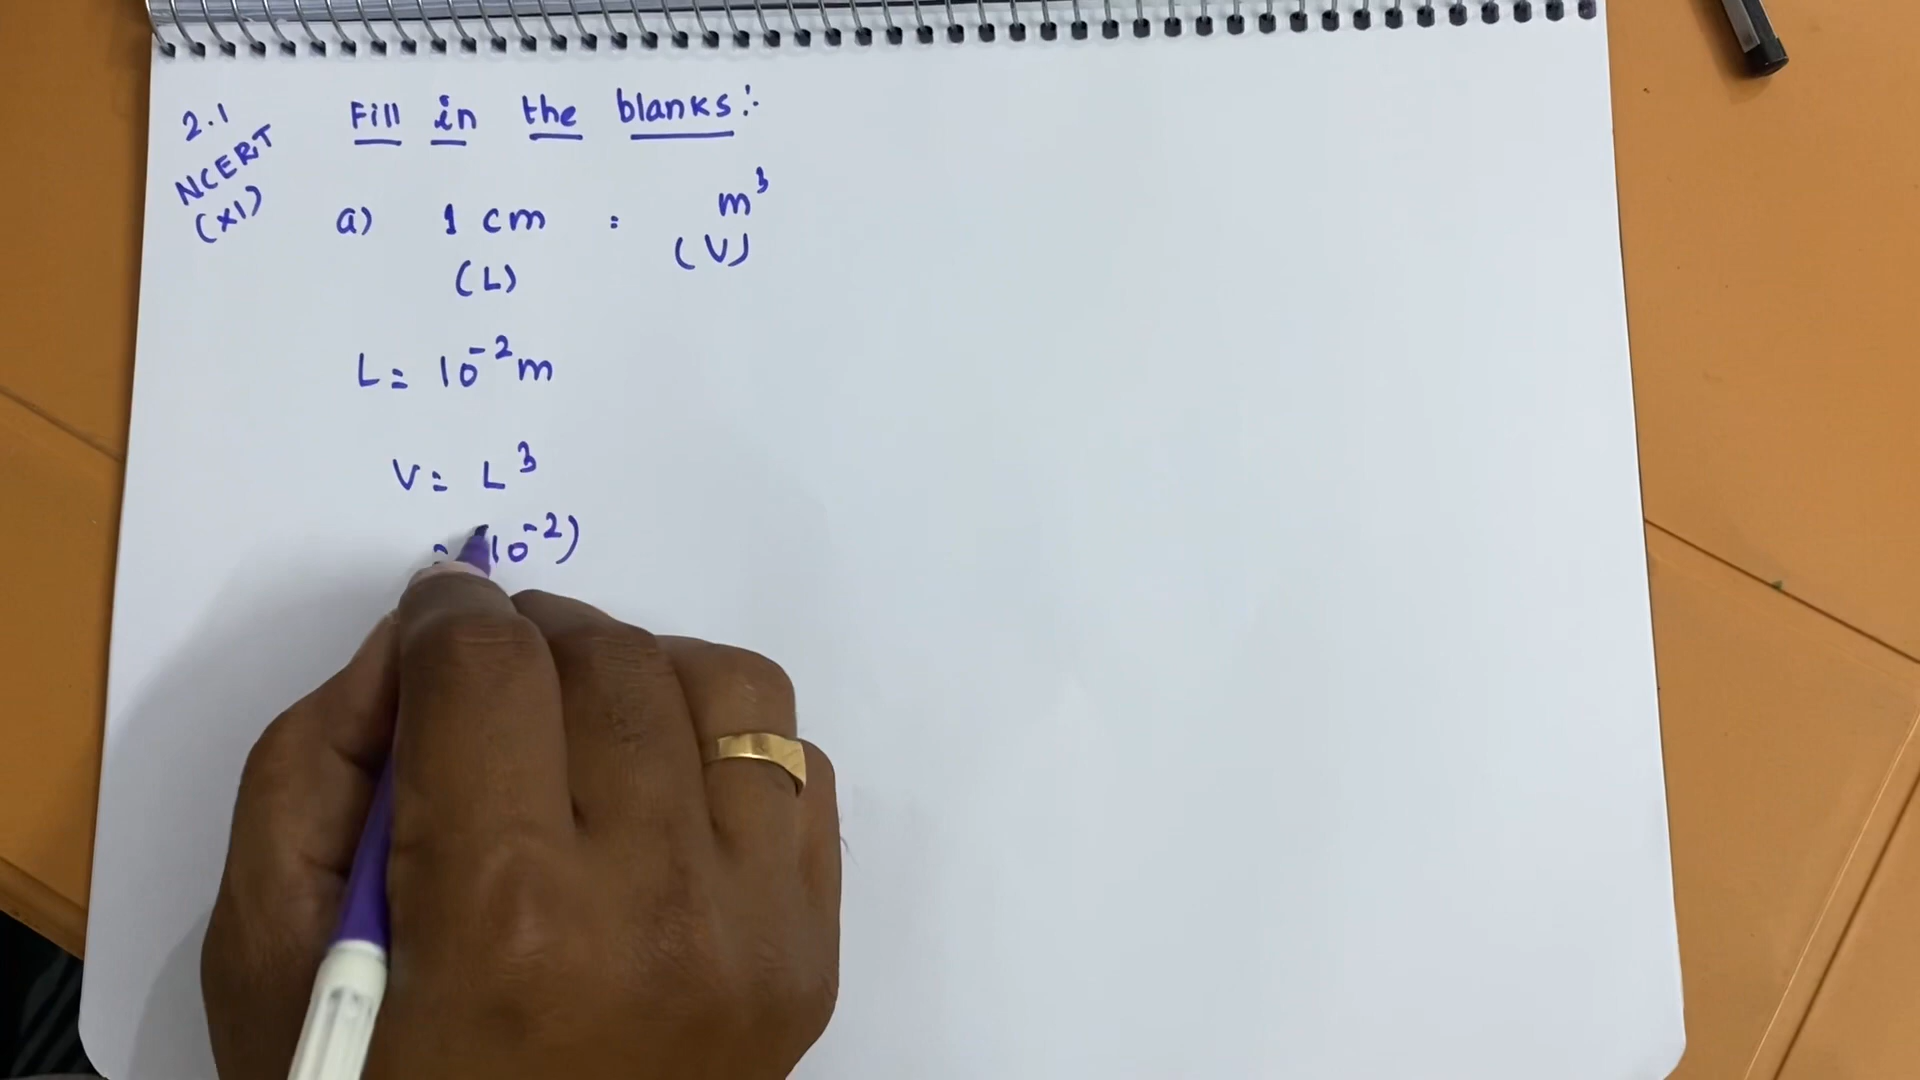 2.1
NCERT
(XI)
Fill in the blanks:-
a) 1 cm = m³
(L) (V)
L = 10⁻² m
V = L³
= (10⁻²)